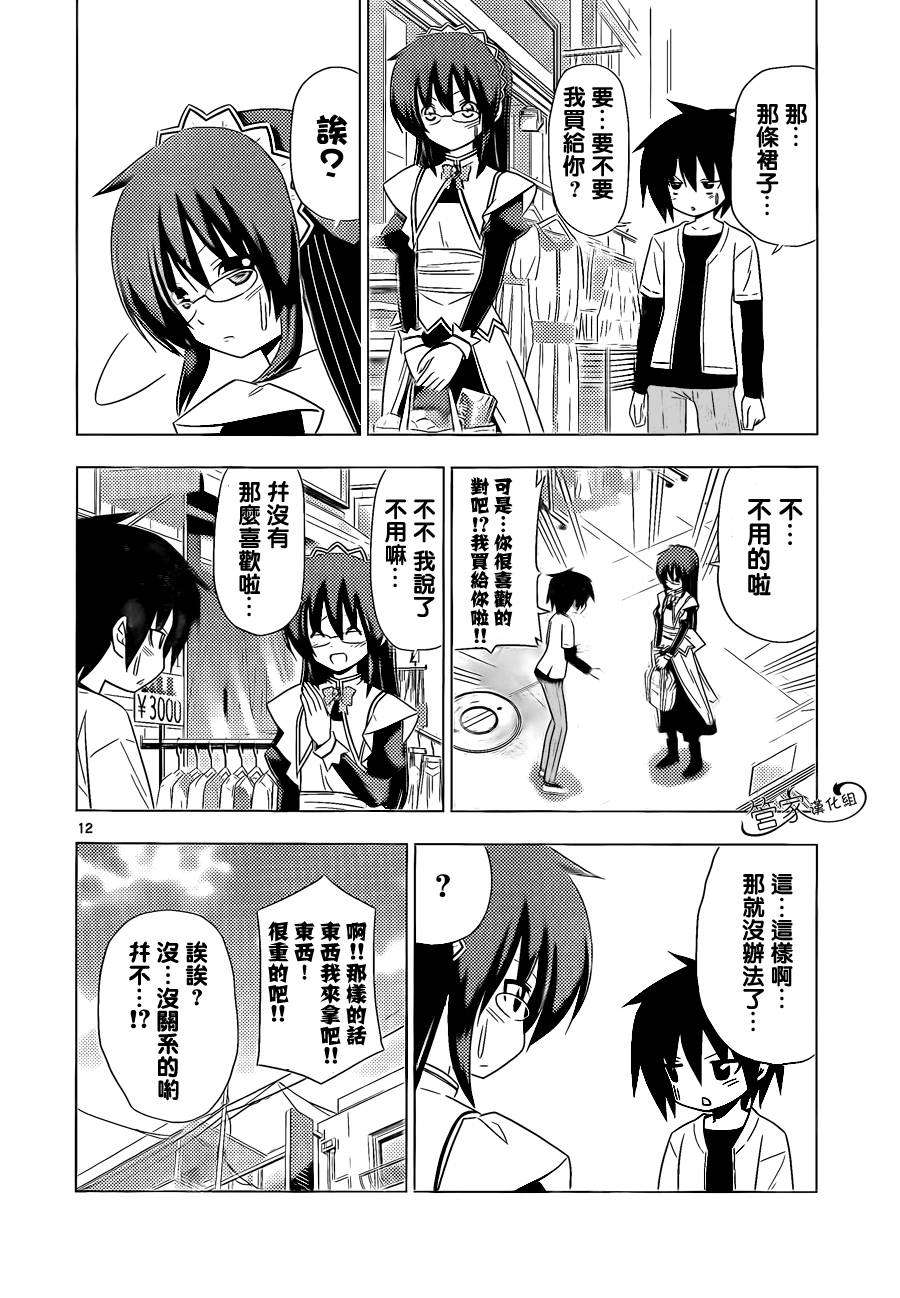 那…
那條裙子…
要…要不要
我買給你？
誒？
不…
不用的啦
可是…你很喜歡的
對吧!?我買給你啦!!
不不 我說了
不用嘛…
幷沒有
那麼喜歡啦…
¥3000
12
管家漢化組
這…這樣啊…
那就沒辦法了…
？
啊!!那樣的話
東西我來拿吧!!
東西！
很重的吧!!
誒誒？
沒…沒關系的喲
幷不…!?